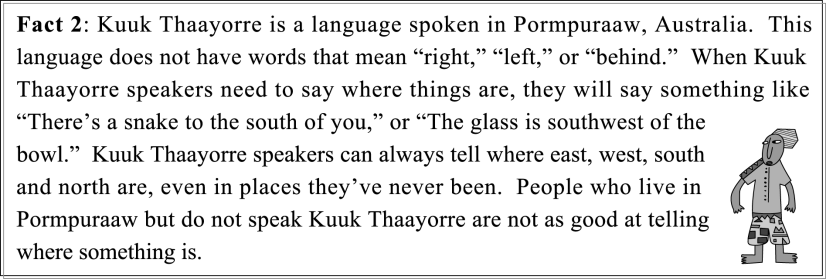 Fact 2: Kuuk Thaayorre is a language spoken in Pormpuraaw, Australia. This
language does not have words that mean “right,” “left,” or “behind.” When Kuuk
Thaayorre speakers need to say where things are, they will say something like
“There’s a snake to the south of you,” or “The glass is southwest of the
bowl.” Kuuk Thaayorre speakers can always tell where east, west, south
and north are, even in places they’ve never been. People who live in
Pormpuraaw but do not speak Kuuk Thaayorre are not as good at telling
where something is.